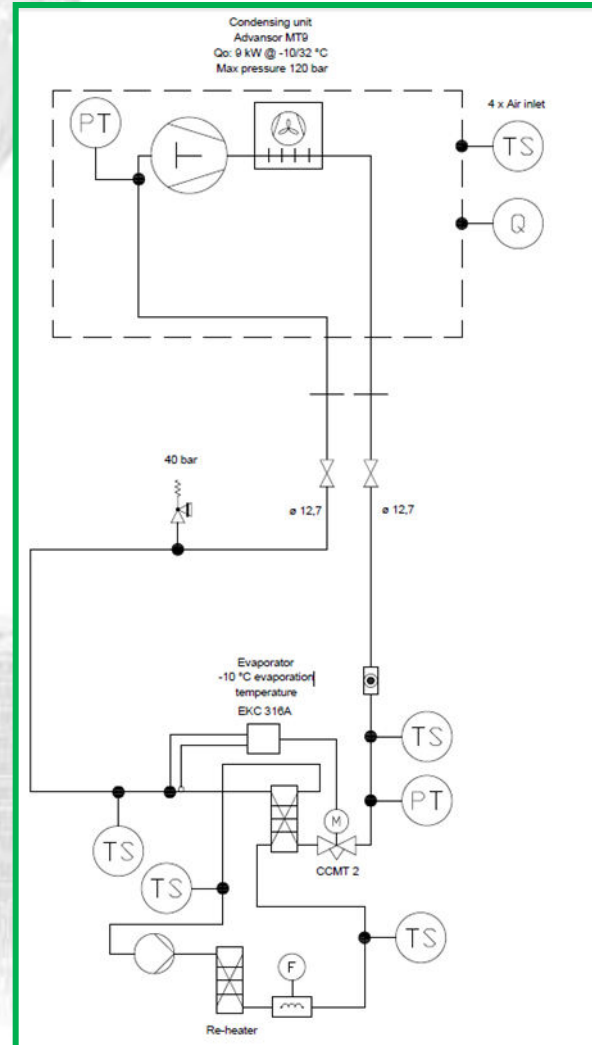 Condensing unit
Advansor MT9
Qo: 9 kW @ -10/32 °C
Max pressure 120 bar
4 x Air inlet
PT
TS
Q
40 bar
ø 12,7
ø 12,7
Evaporator
-10 °C evaporation
temperature
EKC 316A
TS
PT
M
TS
CCMT 2
TS
TS
F
Re-heater